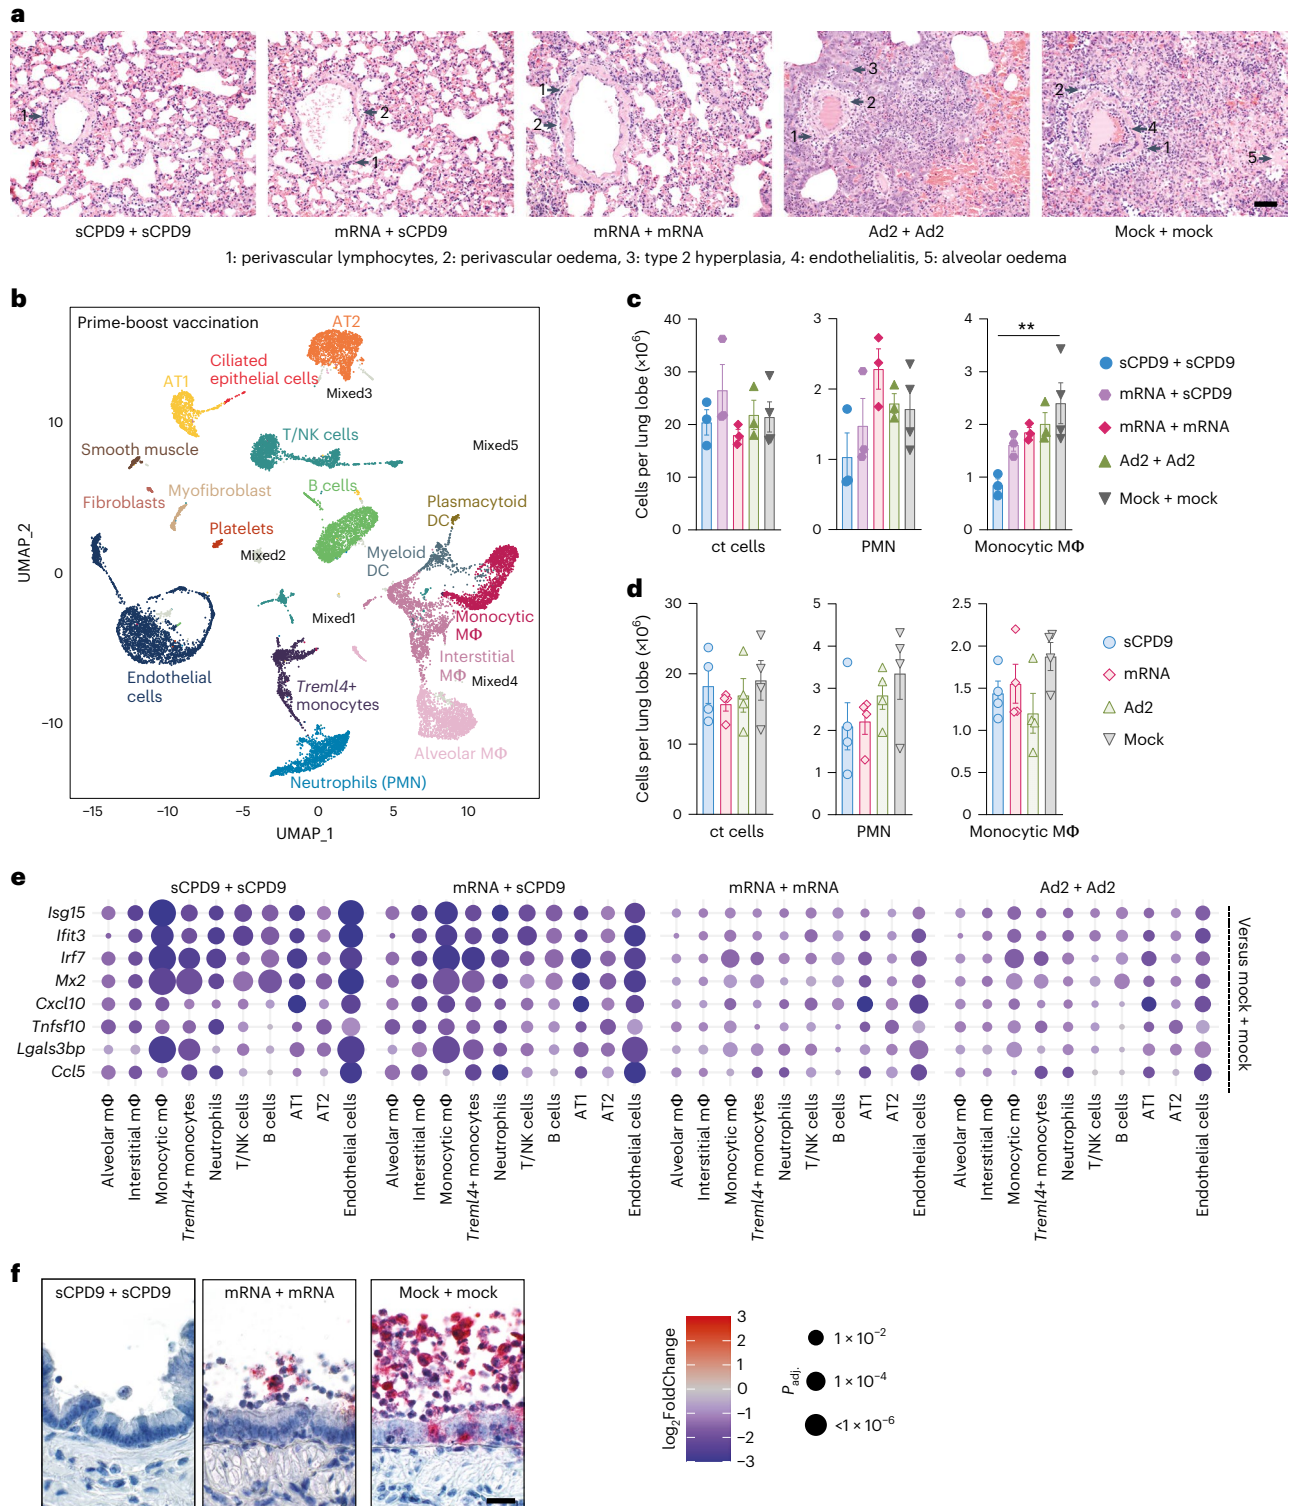 a
1
2
1
1
2
3
2
1
2
4
1
5
sCPD9 + sCPD9
mRNA + sCPD9
mRNA + mRNA
Ad2 + Ad2
Mock + mock
1: perivascular lymphocytes, 2: perivascular oedema, 3: type 2 hyperplasia, 4: endothelialitis, 5: alveolar oedema
b
Prime-boost vaccination
AT2
Ciliated
epithelial cells
Mixed3
AT1
T/NK cells
Mixed5
Smooth muscle
Fibroblasts
Myofibroblast
B cells
Plasmacytoid
DC
Platelets
Mixed2
Myeloid
DC
Mixed1
Monocytic
MΦ
Interstitial
MΦ
Mixed4
Endothelial
cells
Treml4+
monocytes
Alveolar MΦ
Neutrophils (PMN)
10
0
−10
UMAP_2
−15
−10
−5
0
5
10
UMAP_1
c
Cells per lung lobe (×10⁶)
40
30
20
10
0
ct cells
3
2
1
0
PMN
4
3
2
1
0
**
Monocytic MΦ
sCPD9 + sCPD9
mRNA + sCPD9
mRNA + mRNA
Ad2 + Ad2
Mock + mock
d
Cells per lung lobe (×10⁶)
30
20
10
0
ct cells
5
4
3
2
1
0
PMN
2.5
2.0
1.5
1.0
0.5
0
Monocytic MΦ
sCPD9
mRNA
Ad2
Mock
e
sCPD9 + sCPD9
mRNA + sCPD9
mRNA + mRNA
Ad2 + Ad2
Isg15
Ifit3
Irf7
Mx2
Cxcl10
Tnfsf10
Lgals3bp
Ccl5
Versus mock + mock
Alveolar mΦ
Interstitial mΦ
Monocytic mΦ
Treml4+ monocytes
Neutrophils
T/NK cells
B cells
AT1
AT2
Endothelial cells
Alveolar mΦ
Interstitial mΦ
Monocytic mΦ
Treml4+ monocytes
Neutrophils
T/NK cells
B cells
AT1
AT2
Endothelial cells
Alveolar mΦ
Interstitial mΦ
Monocytic mΦ
Treml4+ monocytes
Neutrophils
T/NK cells
B cells
AT1
AT2
Endothelial cells
Alveolar mΦ
Interstitial mΦ
Monocytic mΦ
Treml4+ monocytes
Neutrophils
T/NK cells
B cells
AT1
AT2
Endothelial cells
f
sCPD9 + sCPD9
mRNA + mRNA
Mock + mock
log₂FoldChange
3
2
1
0
−1
−2
−3
P adj.
1 × 10⁻²
1 × 10⁻⁴
<1 × 10⁻⁶